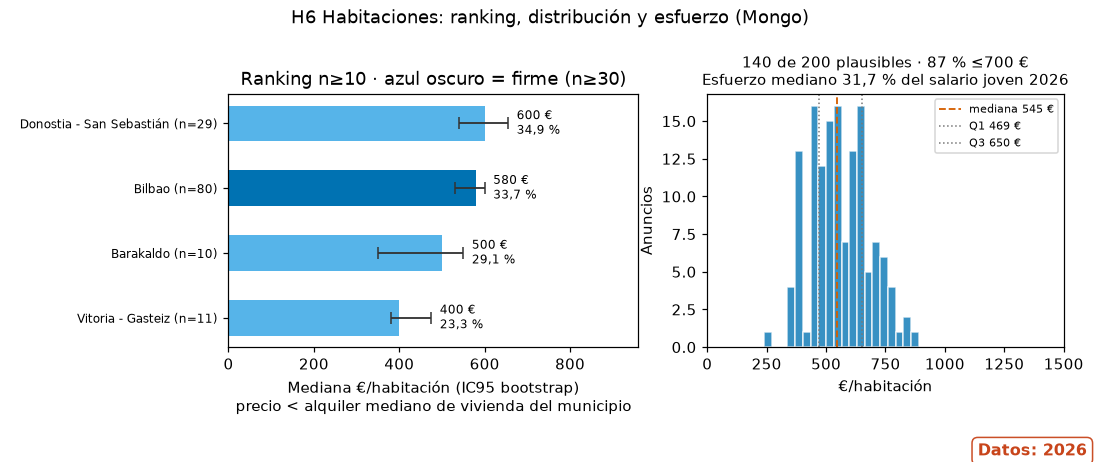 H6 Habitaciones: ranking, distribución y esfuerzo (Mongo)
Ranking n≥10 · azul oscuro = firme (n≥30)
Donostia - San Sebastián (n=29)
600 €
34,9 %
Bilbao (n=80)
580 €
33,7 %
Barakaldo (n=10)
500 €
29,1 %
Vitoria - Gasteiz (n=11)
400 €
23,3 %
0 200 400 600 800
Mediana €/habitación (IC95 bootstrap)
precio < alquiler mediano de vivienda del municipio
140 de 200 plausibles · 87 % ≤700 €
Esfuerzo mediano 31,7 % del salario joven 2026
mediana 545 €
Q1 469 €
Q3 650 €
Anuncios
15.0
12.5
10.0
7.5
5.0
2.5
0.0
0 250 500 750 1000 1250 1500
€/habitación
Datos: 2026